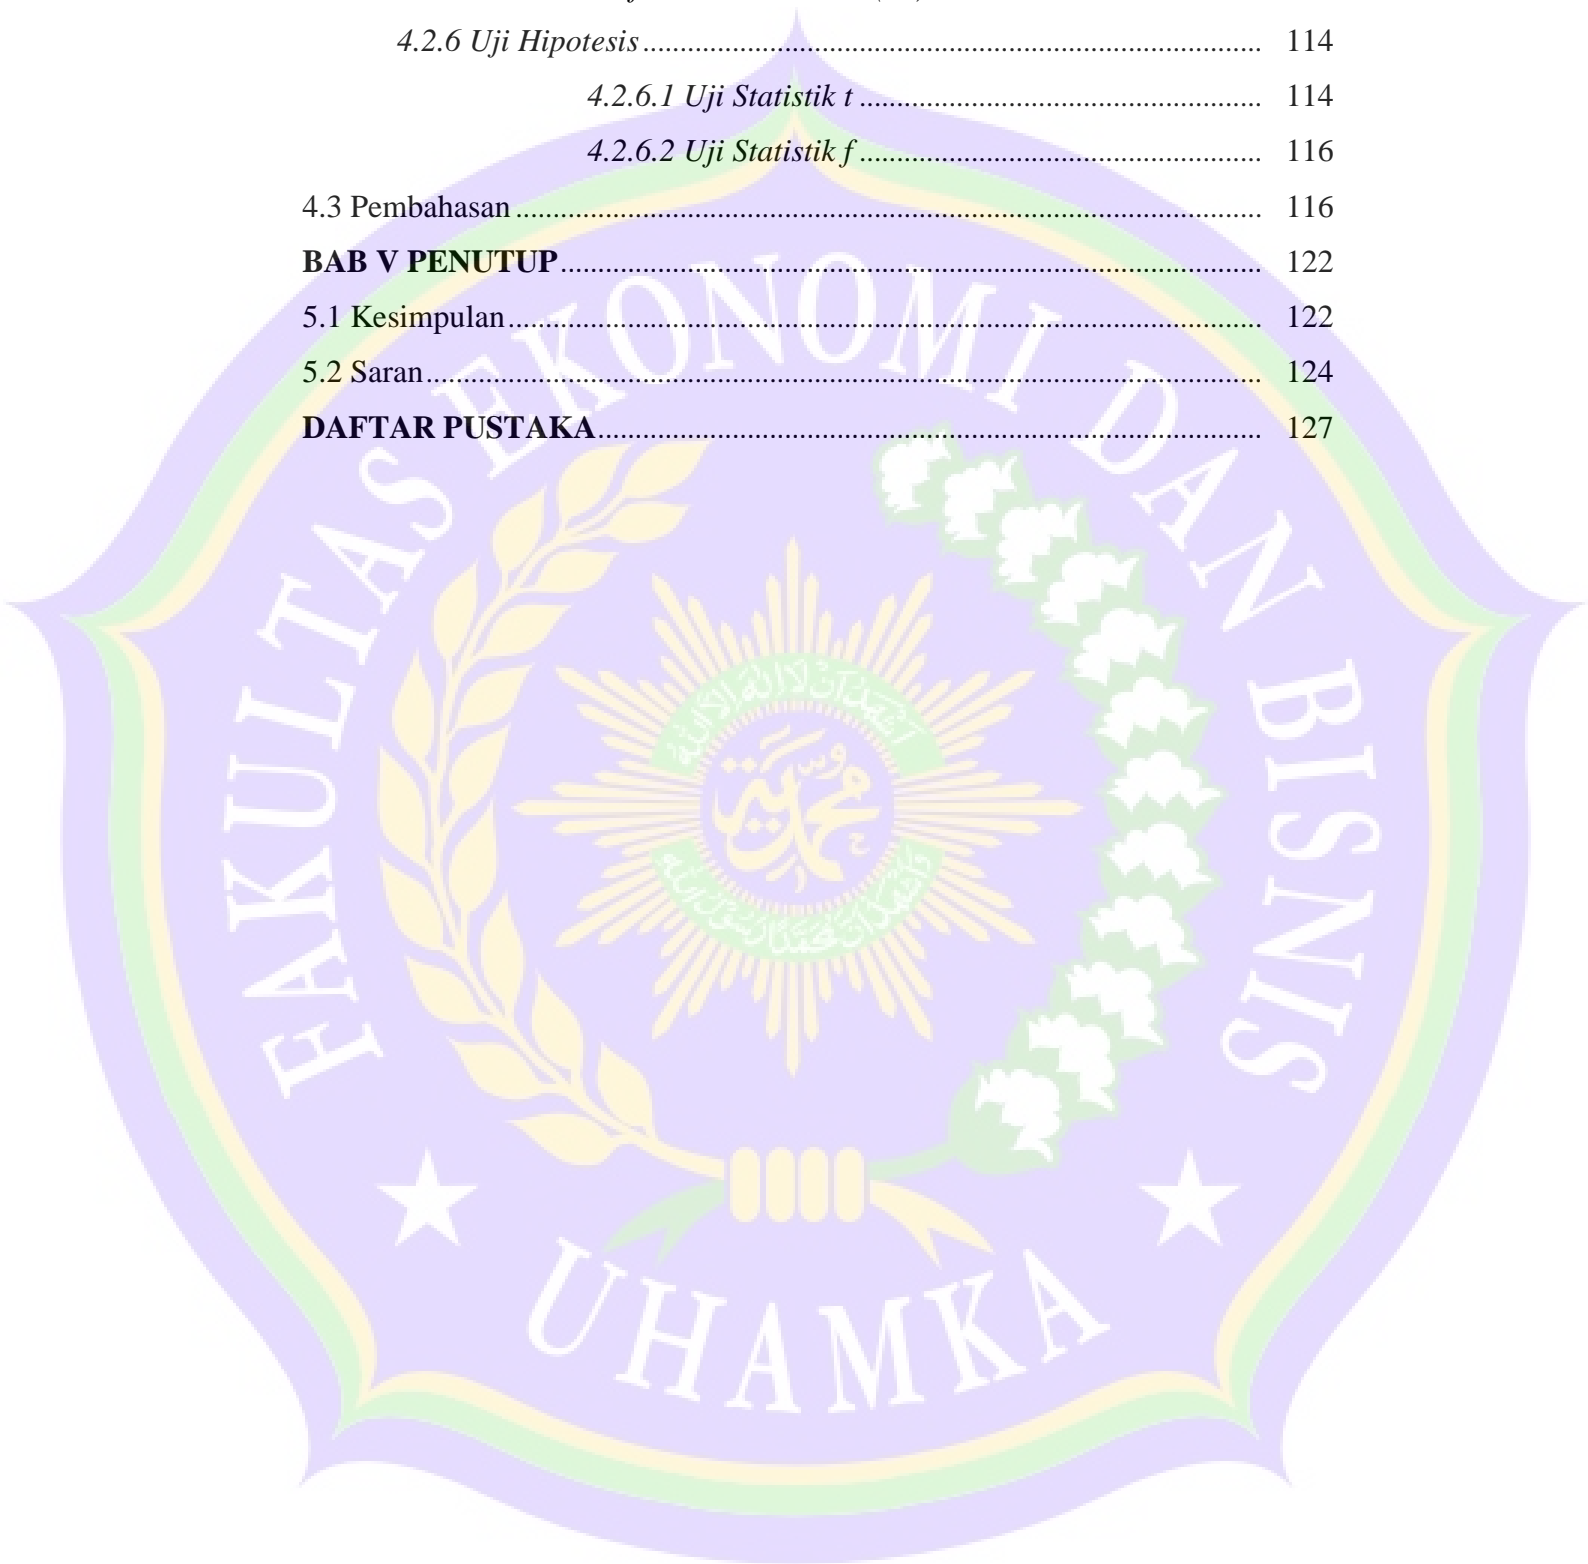 4.2.6 Uji Hipotesis ........................................ 114
4.2.6.1 Uji Statistik t ........................................ 114
4.2.6.2 Uji Statistik f ........................................ 116
4.3 Pembahasan ........................................ 116
BAB V PENUTUP ........................................ 122
5.1 Kesimpulan ........................................ 122
5.2 Saran ........................................ 124
DAFTAR PUSTAKA ........................................ 127
FAKULTAS EKONOMI DAN BISNIS
محمدية
UHAMKA